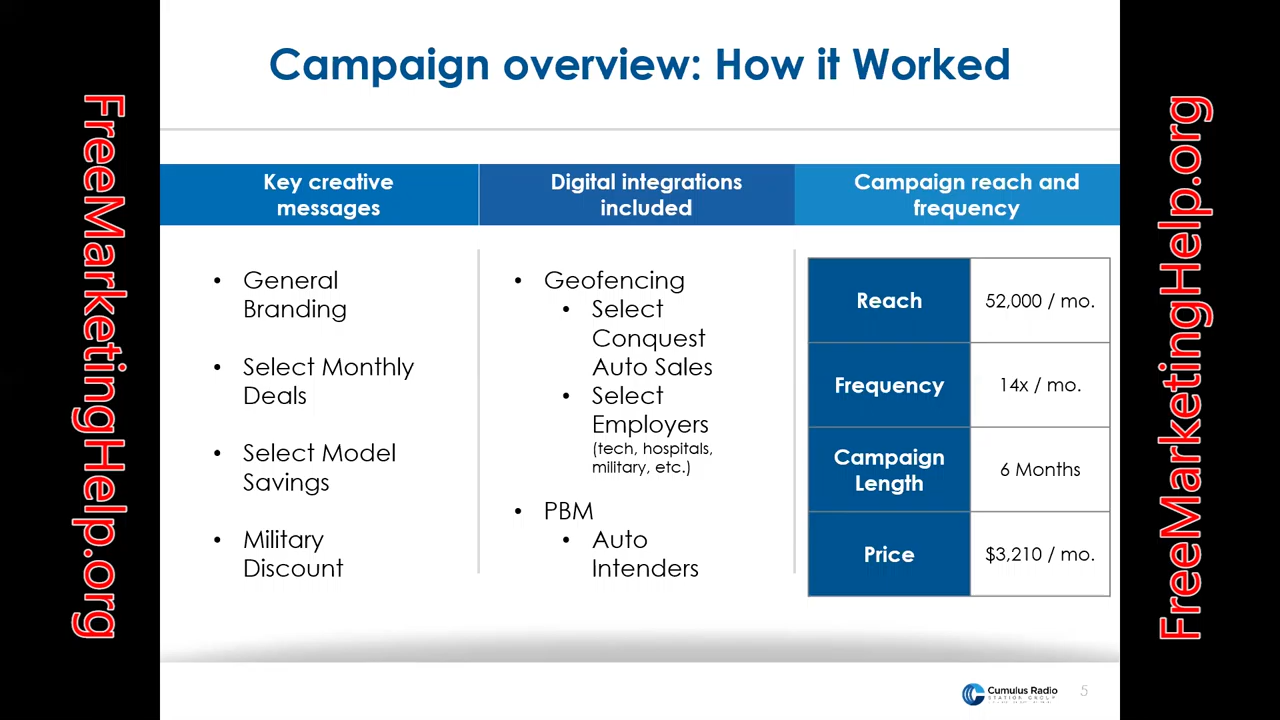 Campaign overview: How it Worked
FreeMarketingHelp.org
FreeMarketingHelp.org
Key creative
messages
Digital integrations
included
Campaign reach and
frequency
• General
Branding
• Select Monthly
Deals
• Select Model
Savings
• Military
Discount
• Geofencing
• Select
Conquest
Auto Sales
• Select
Employers
(tech, hospitals,
military, etc.)
• PBM
• Auto
Intenders
Reach 52,000 / mo.
Frequency 14x / mo.
Campaign
Length 6 Months
Price $3,210 / mo.
Cumulus Radio
STATION GROUP
5